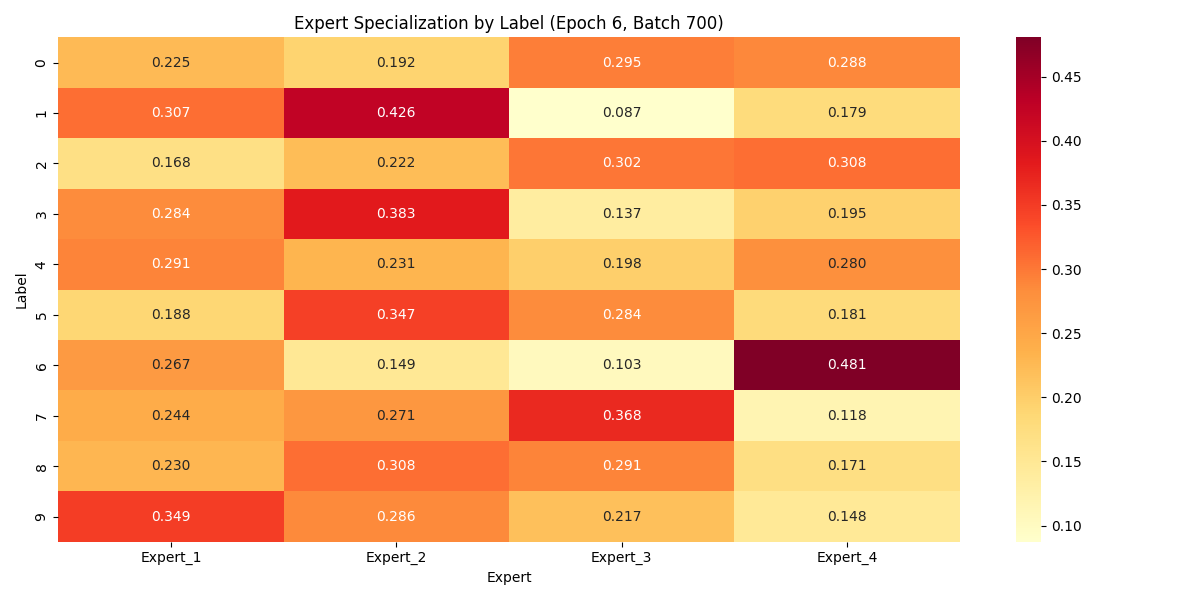 Expert Specialization by Label (Epoch 6, Batch 700)
0 0.225 0.192 0.295 0.288
1 0.307 0.426 0.087 0.179
2 0.168 0.222 0.302 0.308
3 0.284 0.383 0.137 0.195
4 0.291 0.231 0.198 0.280
5 0.188 0.347 0.284 0.181
6 0.267 0.149 0.103 0.481
7 0.244 0.271 0.368 0.118
8 0.230 0.308 0.291 0.171
9 0.349 0.286 0.217 0.148
Label
Expert_1 Expert_2 Expert_3 Expert_4
Expert
0.45
0.40
0.35
0.30
0.25
0.20
0.15
0.10